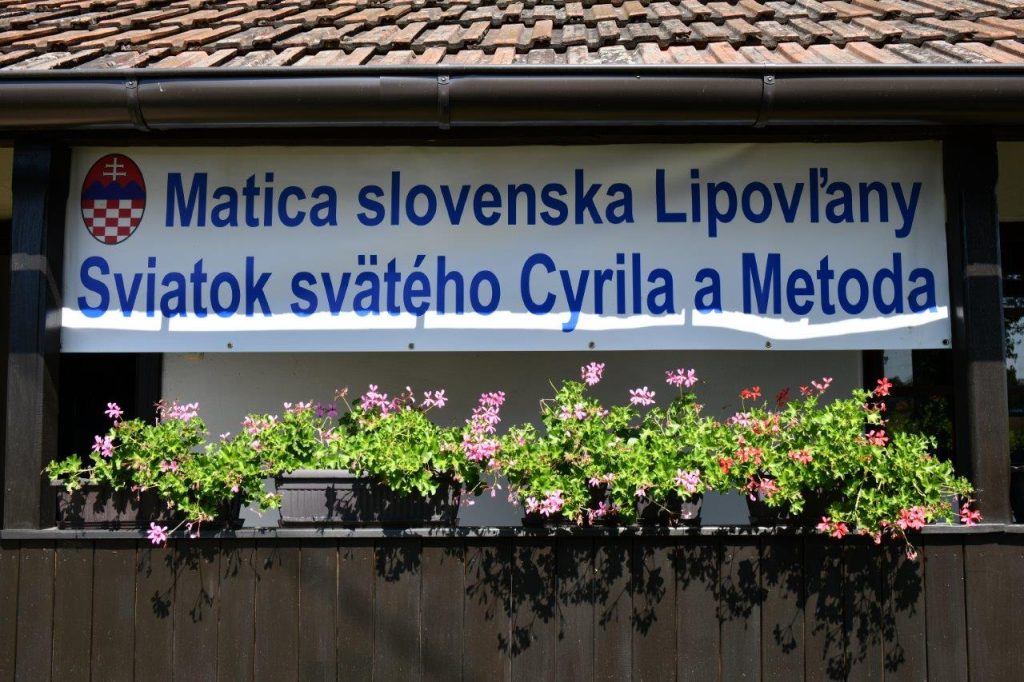 Matica slovenska Lipovľany
Sviatok svätého Cyrila a Metoda